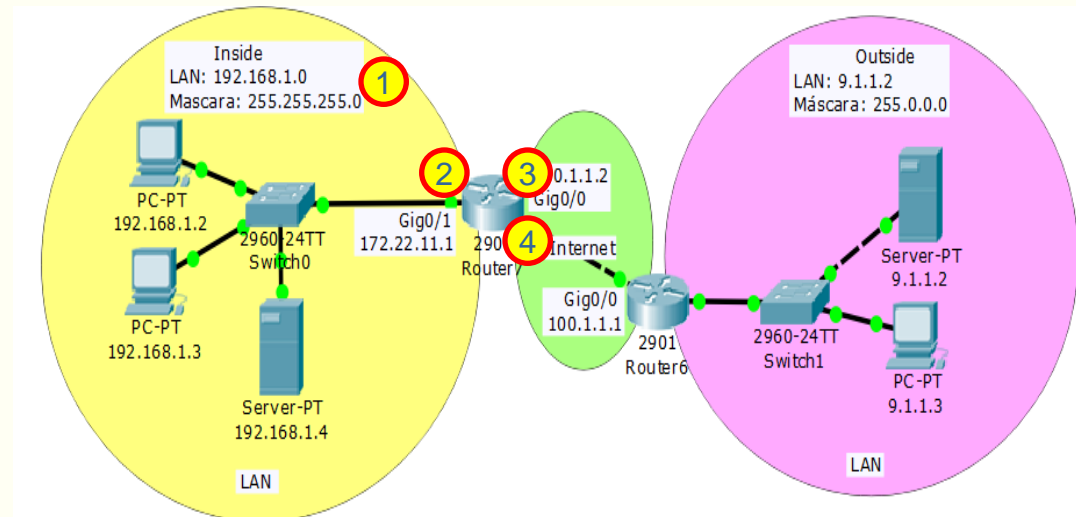 Inside
LAN: 192.168.1.0
Mascara: 255.255.255.0
1
PC-PT
192.168.1.2
2960-24TT
Switch0
PC-PT
192.168.1.3
Server-PT
192.168.1.4
LAN
2
Gig0/1
172.22.11.1
3
0.1.1.2
Gig0/0
4
Internet
Gig0/0
100.1.1.1
2901
Router6
Outside
LAN: 9.1.1.2
Máscara: 255.0.0.0
Server-PT
9.1.1.2
2960-24TT
Switch1
PC-PT
9.1.1.3
LAN